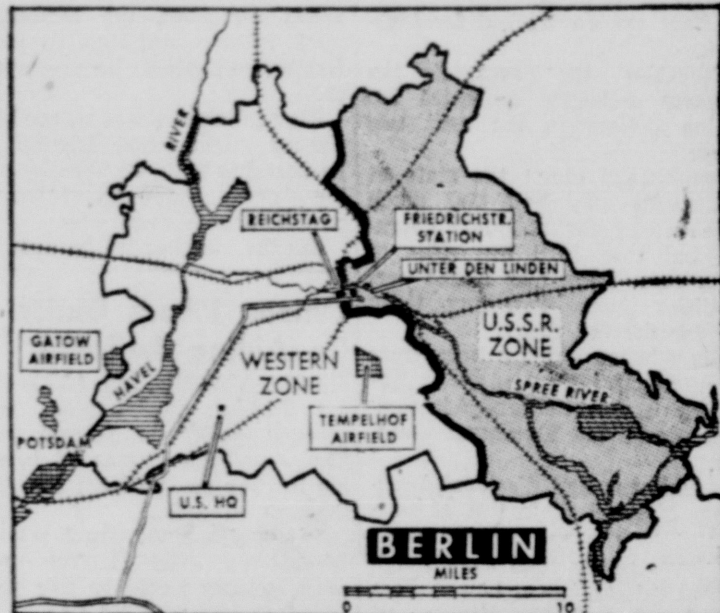 RIVER
REICHSTAG
FRIEDRICHSTR.
STATION
UNTER DEN LINDEN
U.S.S.R.
ZONE
GATOW
AIRFIELD
HAVEL
WESTERN
ZONE
SPREE RIVER
TEMPELHOF
AIRFIELD
POTSDAM
U.S. HQ
BERLIN
MILES
0 10